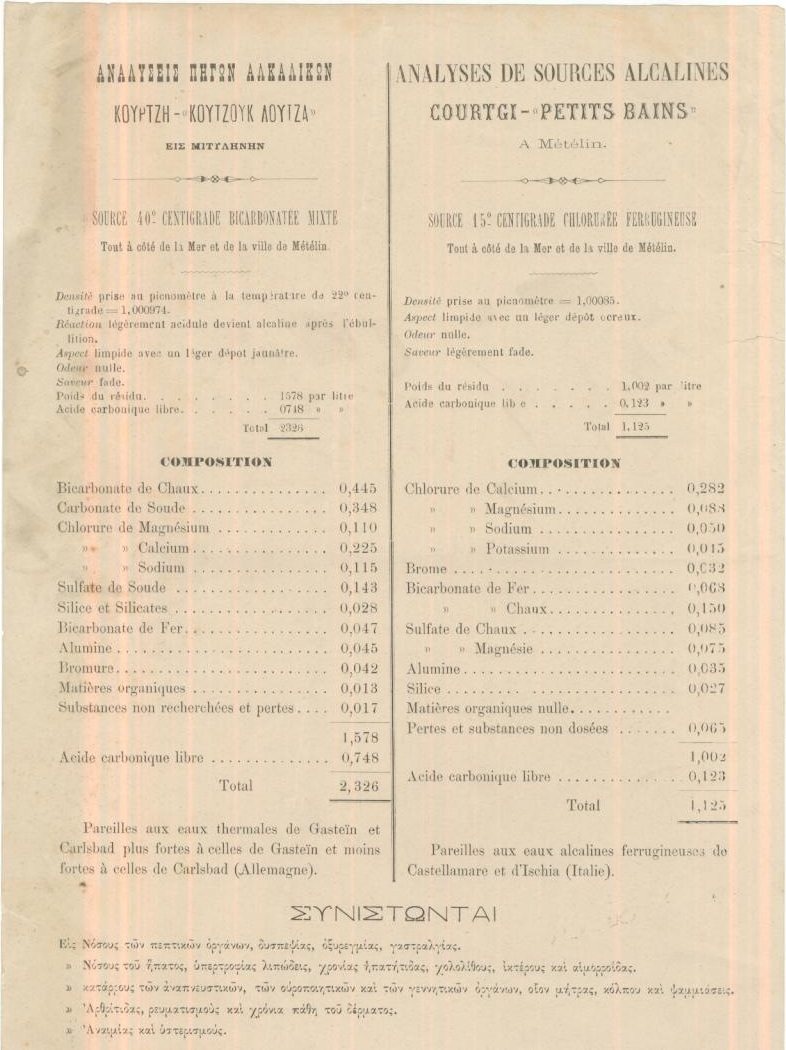 ΑΝΑΛΥΣΕΙΣ ΠΗΓΩΝ ΑΛΚΑΛΙΚΩΝ
ΚΟΥΡΤΖΗ - «ΚΟΥΤΖΟΥΚ ΛΟΥΤΖΑ»
ΕΙΣ ΜΙΤΥΛΗΝΗΝ
SOURCE 40º CENTIGRADE BICARBONATÉE MIXTE
Tout à côté de la Mer et de la ville de Métélin.
Densité prise au picnomètre à la température de 22º cen-
tigrade = 1,000974.
Réaction légèrement acidule devient alcaline après l'ébul-
lition.
Aspect limpide avec un léger dépot jaunâtre.
Odeur nulle.
Saveur fade.
Poids du résidu. . . . . . . . 1578 par litre
Acide carbonique libre. . . . . . 0748 » »
Total 2326
COMPOSITION
Bicarbonate de Chaux . . . . . . . . . . . . . . . 0,445
Carbonate de Soude . . . . . . . . . . . . . . . . 0,348
Chlorure de Magnésium . . . . . . . . . . . . . 0,110
» » Calcium . . . . . . . . . . . . . . . 0,225
» » Sodium . . . . . . . . . . . . . . . 0,115
Sulfate de Soude . . . . . . . . . . . . . . . . . 0,143
Silice et Silicates . . . . . . . . . . . . . . . . . . 0,028
Bicarbonate de Fer . . . . . . . . . . . . . . . . 0,047
Alumine . . . . . . . . . . . . . . . . . . . . . . . . 0,045
Bromure . . . . . . . . . . . . . . . . . . . . . . . . 0,042
Matières organiques . . . . . . . . . . . . . . . 0,013
Substances non recherchées et pertes . . . . 0,017
1,578
Acide carbonique libre . . . . . . . . . . . . . . 0,748
Total 2,326
Pareilles aux eaux thermales de Gasteïn et
Carlsbad plus fortes à celles de Gasteïn et moins
fortes à celles de Carlsbad (Allemagne).
ANALYSES DE SOURCES ALCALINES
COURTGI - «PETITS BAINS»
A Métélin.
SOURCE 15º CENTIGRADE CHLORURÉE FERRUGINEUSE
Tout à côté de la Mer et de la ville de Métélin.
Densité prise au picnomètre = 1,00085.
Aspect limpide avec un léger dépôt ocreux.
Odeur nulle.
Saveur légèrement fade.
Poids du résidu . . . . . . . 1,002 par litre
Acide carbonique libre . . . . . 0,123 » »
Total 1,125
COMPOSITION
Chlorure de Calcium . . . . . . . . . . . . . . . . 0,282
» » Magnésium . . . . . . . . . . . . . . 0,088
» » Sodium . . . . . . . . . . . . . . . . 0,050
» » Potassium . . . . . . . . . . . . . . 0,045
Brome . . . . . . . . . . . . . . . . . . . . . . . . . . 0,032
Bicarbonate de Fer . . . . . . . . . . . . . . . . . 0,068
» » Chaux . . . . . . . . . . . . . . . 0,150
Sulfate de Chaux . . . . . . . . . . . . . . . . . . . 0,085
» » Magnésie . . . . . . . . . . . . . . . . 0,075
Alumine . . . . . . . . . . . . . . . . . . . . . . . . . 0,035
Silice . . . . . . . . . . . . . . . . . . . . . . . . . . . 0,027
Matières organiques nulle . . . . . . . . . . . .
Pertes et substances non dosées . . . . . . . 0,065
1,002
Acide carbonique libre . . . . . . . . . . . . . . 0,123
Total 1,125
Pareilles aux eaux alcalines ferrugineuses de
Castellamare et d'Ischia (Italie).
ΣΥΝΙΣΤΩΝΤΑΙ
Εἰς Νόσους τῶν πεπτικῶν ὀργάνων, δυσπεψίας, ὀξυρεγμίας, γαστραλγίας.
» Νόσους τοῦ ἥπατος, ὑπερτροφίας λιπώδεις, χρονίας ἡπατήτιδας, χολολίθους, ἰκτέρους καὶ αἱμορροΐδας.
» κατάρρους τῶν ἀναπνευστικῶν, τῶν οὐροποιητικῶν καὶ τῶν γεννητικῶν ὀργάνων, οἷον μήτρας, κόλπου καὶ ψαμμιάσεις.
» Ἀρθρίτιδας, ρευματισμοὺς καὶ χρόνια πάθη τοῦ δέρματος.
» Ἀναιμίας καὶ ὑστερισμούς.